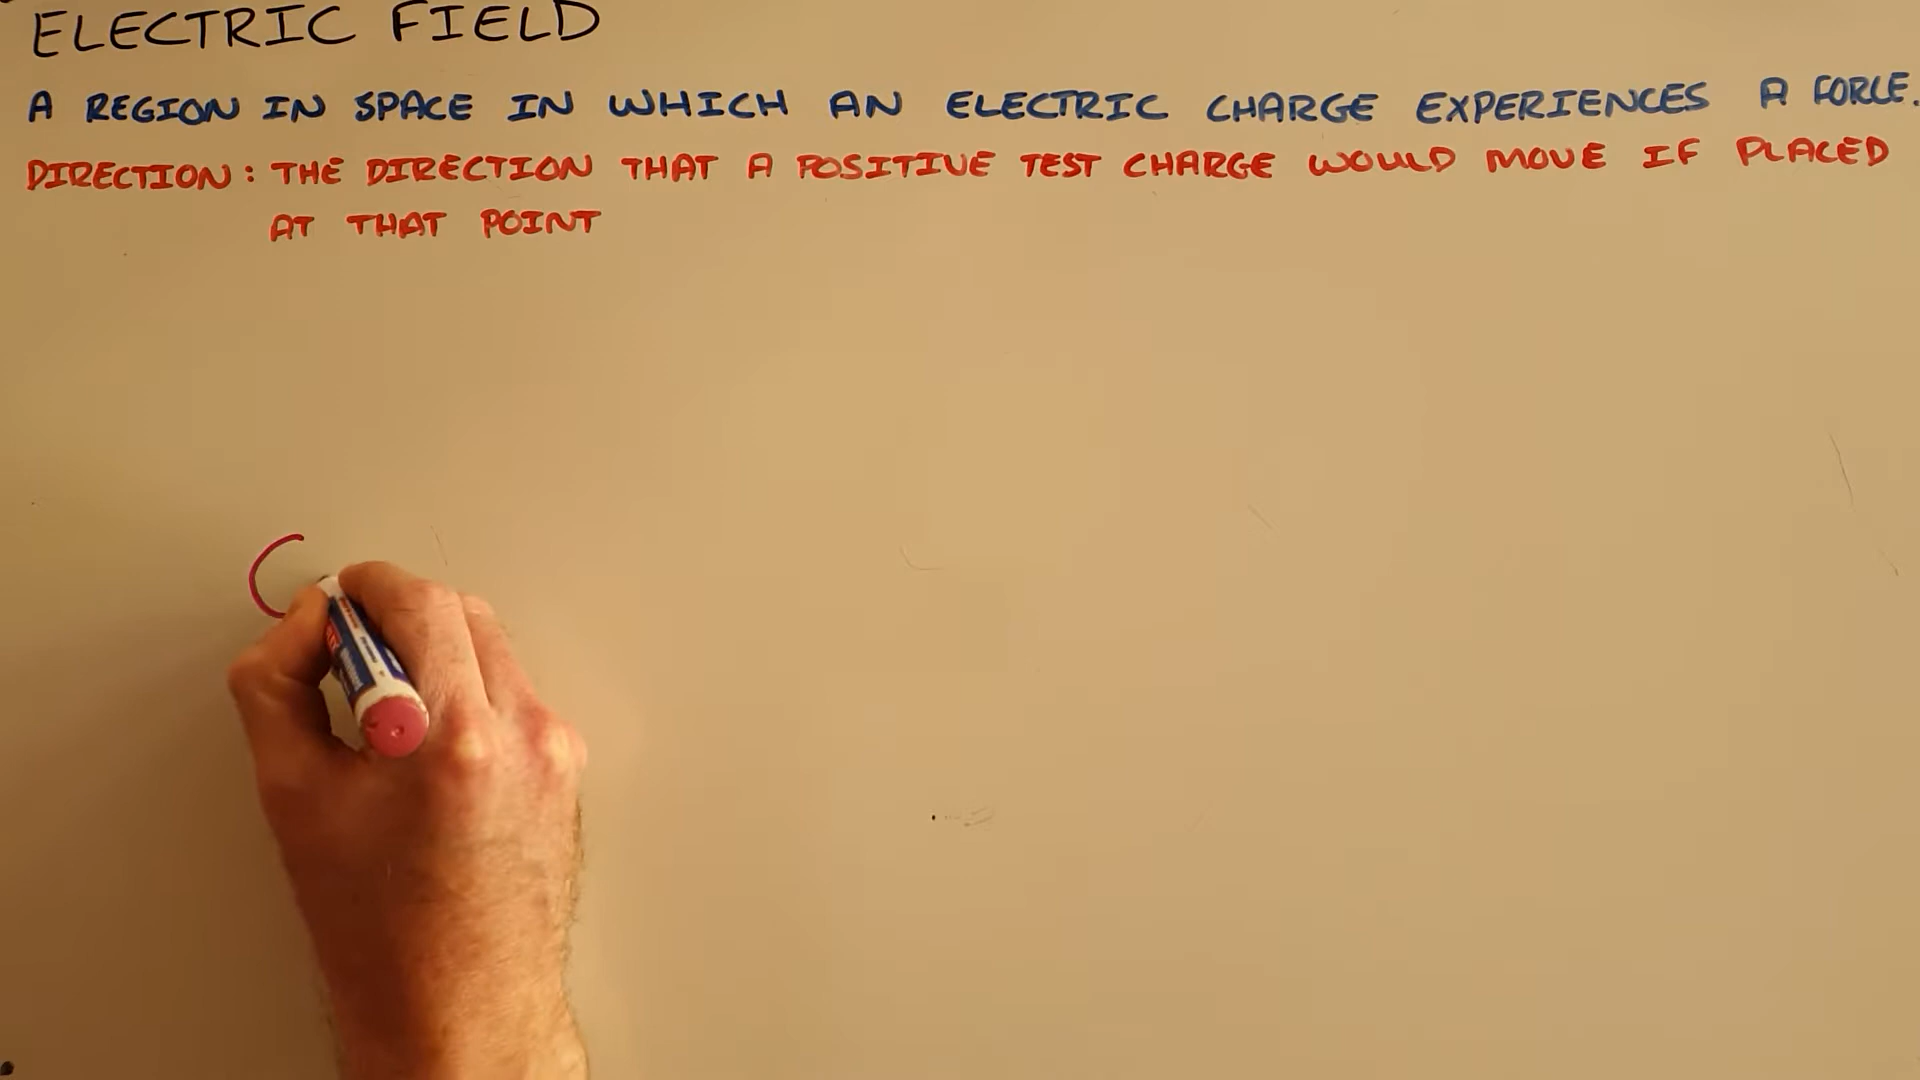 ELECTRIC FIELD
A REGION IN SPACE IN WHICH AN ELECTRIC CHARGE EXPERIENCES A FORCE.
DIRECTION: THE DIRECTION THAT A POSITIVE TEST CHARGE WOULD MOVE IF PLACED
AT THAT POINT